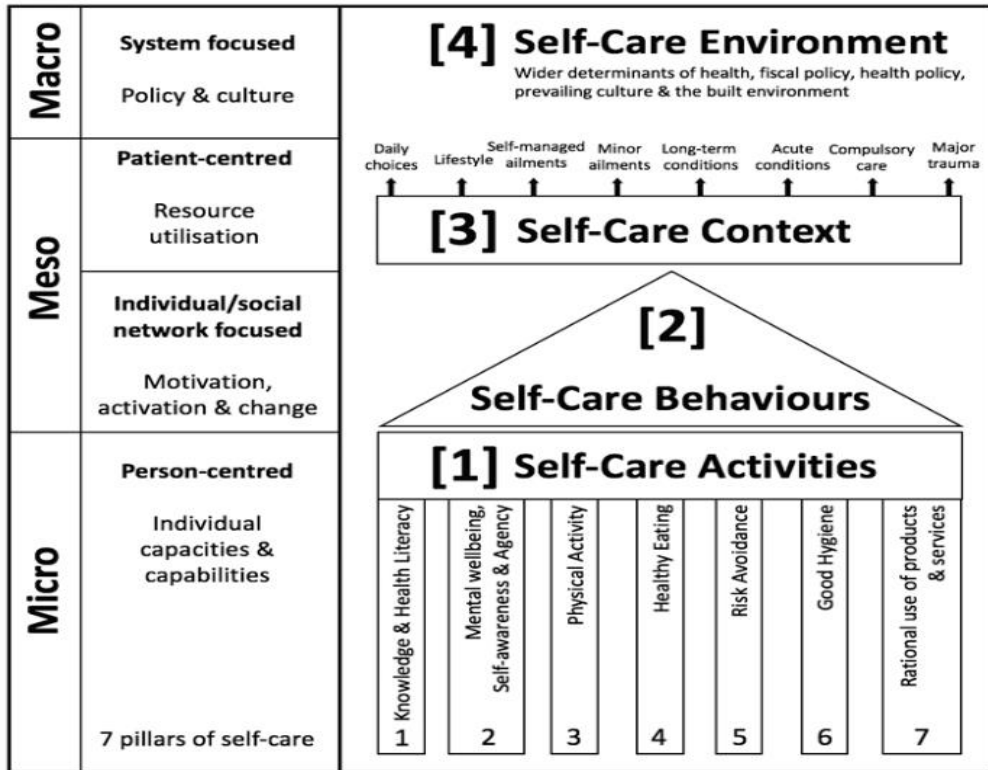 Macro
System focused
Policy & culture
[4] Self-Care Environment
Wider determinants of health, fiscal policy, health policy,
prevailing culture & the built environment
Meso
Patient-centred
Resource
utilisation
Daily
choices
Lifestyle
Self-managed
ailments
Minor
ailments
Long-term
conditions
Acute
conditions
Compulsory
care
Major
trauma
[3] Self-Care Context
Individual/social
network focused
Motivation,
activation & change
[2]
Self-Care Behaviours
Micro
Person-centred
Individual
capacities &
capabilities
7 pillars of self-care
[1] Self-Care Activities
Knowledge & Health Literacy
1
Mental wellbeing,
Self-awareness & Agency
2
Physical Activity
3
Healthy Eating
4
Risk Avoidance
5
Good Hygiene
6
Rational use of products
& services
7